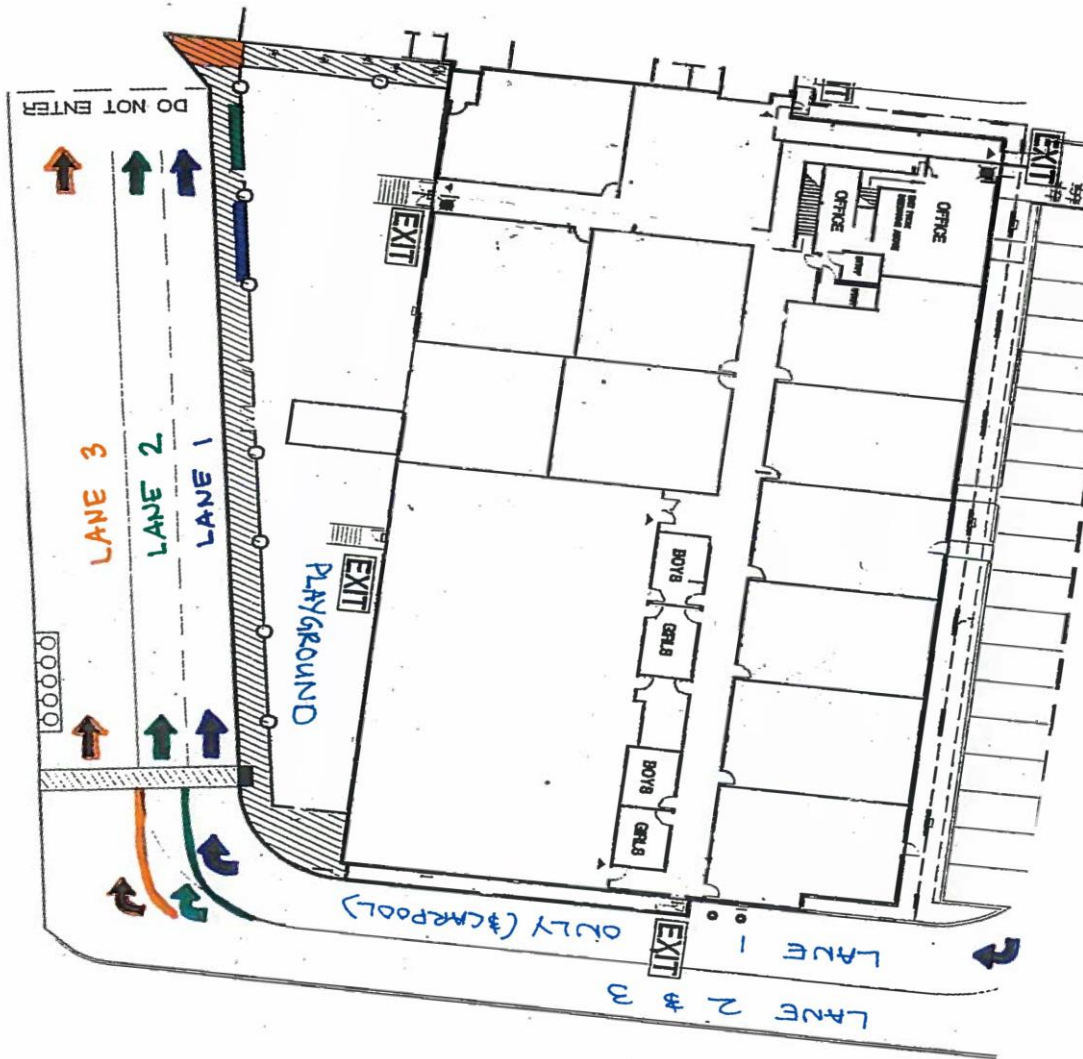 DO NOT ENTER
LANE 3
LANE 2
LANE 1
PLAYGROUND
EXIT
EXIT
EXIT
EXIT
EXIT
OFFICE
OFFICE
BOYS
GIRLS
BOYS
GIRLS
LANE 1
ONLY (& CARPOOL)
LANE 2 & 3